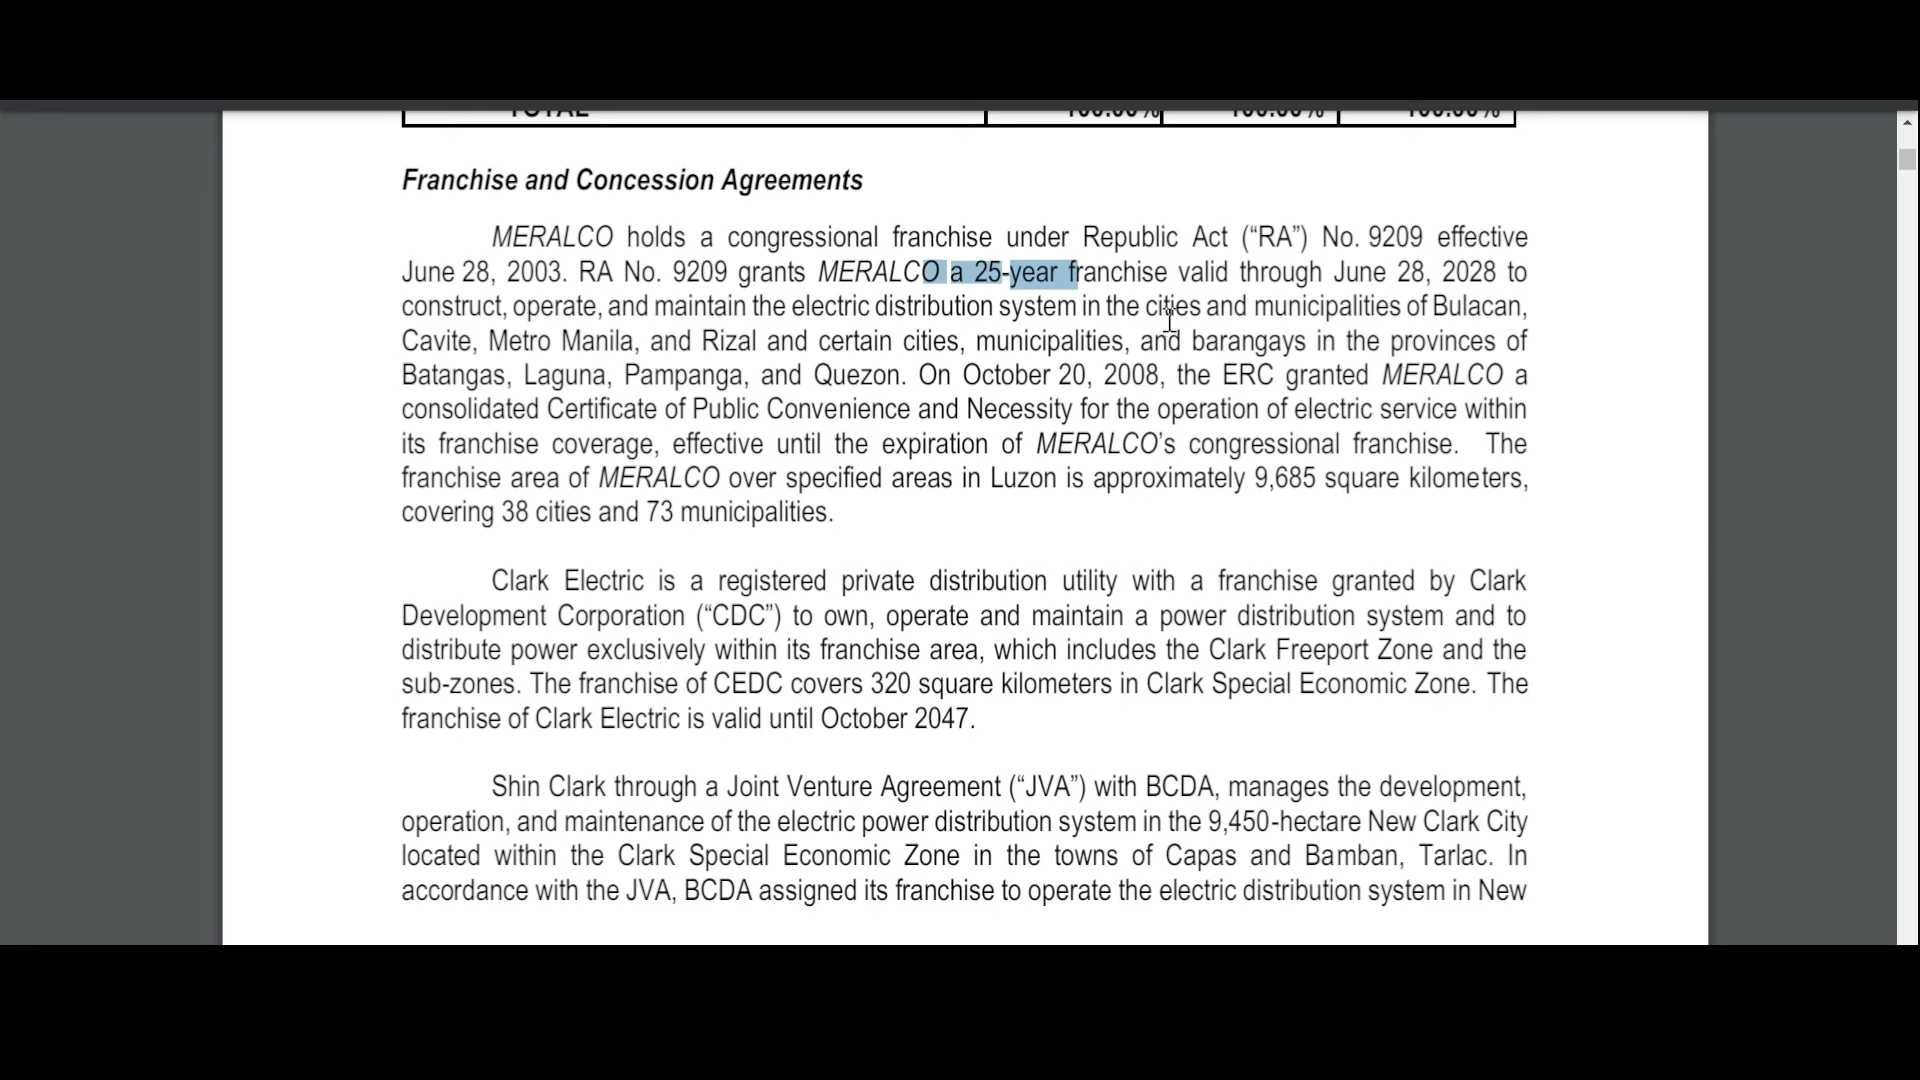 TOTAL 100.00% 100.00% 100.00%
Franchise and Concession Agreements
MERALCO holds a congressional franchise under Republic Act (“RA”) No. 9209 effective
June 28, 2003. RA No. 9209 grants MERALCO a 25-year franchise valid through June 28, 2028 to
construct, operate, and maintain the electric distribution system in the cities and municipalities of Bulacan,
Cavite, Metro Manila, and Rizal and certain cities, municipalities, and barangays in the provinces of
Batangas, Laguna, Pampanga, and Quezon. On October 20, 2008, the ERC granted MERALCO a
consolidated Certificate of Public Convenience and Necessity for the operation of electric service within
its franchise coverage, effective until the expiration of MERALCO’s congressional franchise. The
franchise area of MERALCO over specified areas in Luzon is approximately 9,685 square kilometers,
covering 38 cities and 73 municipalities.
Clark Electric is a registered private distribution utility with a franchise granted by Clark
Development Corporation (“CDC”) to own, operate and maintain a power distribution system and to
distribute power exclusively within its franchise area, which includes the Clark Freeport Zone and the
sub-zones. The franchise of CEDC covers 320 square kilometers in Clark Special Economic Zone. The
franchise of Clark Electric is valid until October 2047.
Shin Clark through a Joint Venture Agreement (“JVA”) with BCDA, manages the development,
operation, and maintenance of the electric power distribution system in the 9,450-hectare New Clark City
located within the Clark Special Economic Zone in the towns of Capas and Bamban, Tarlac. In
accordance with the JVA, BCDA assigned its franchise to operate the electric distribution system in New